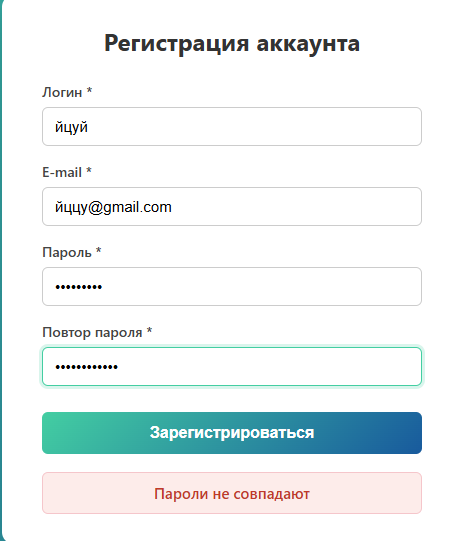 Регистрация аккаунта
Логин *
йцуй
E-mail *
йццу@gmail.com
Пароль *
•••••••••
Повтор пароля *
••••••••••••
Зарегистрироваться
Пароли не совпадают